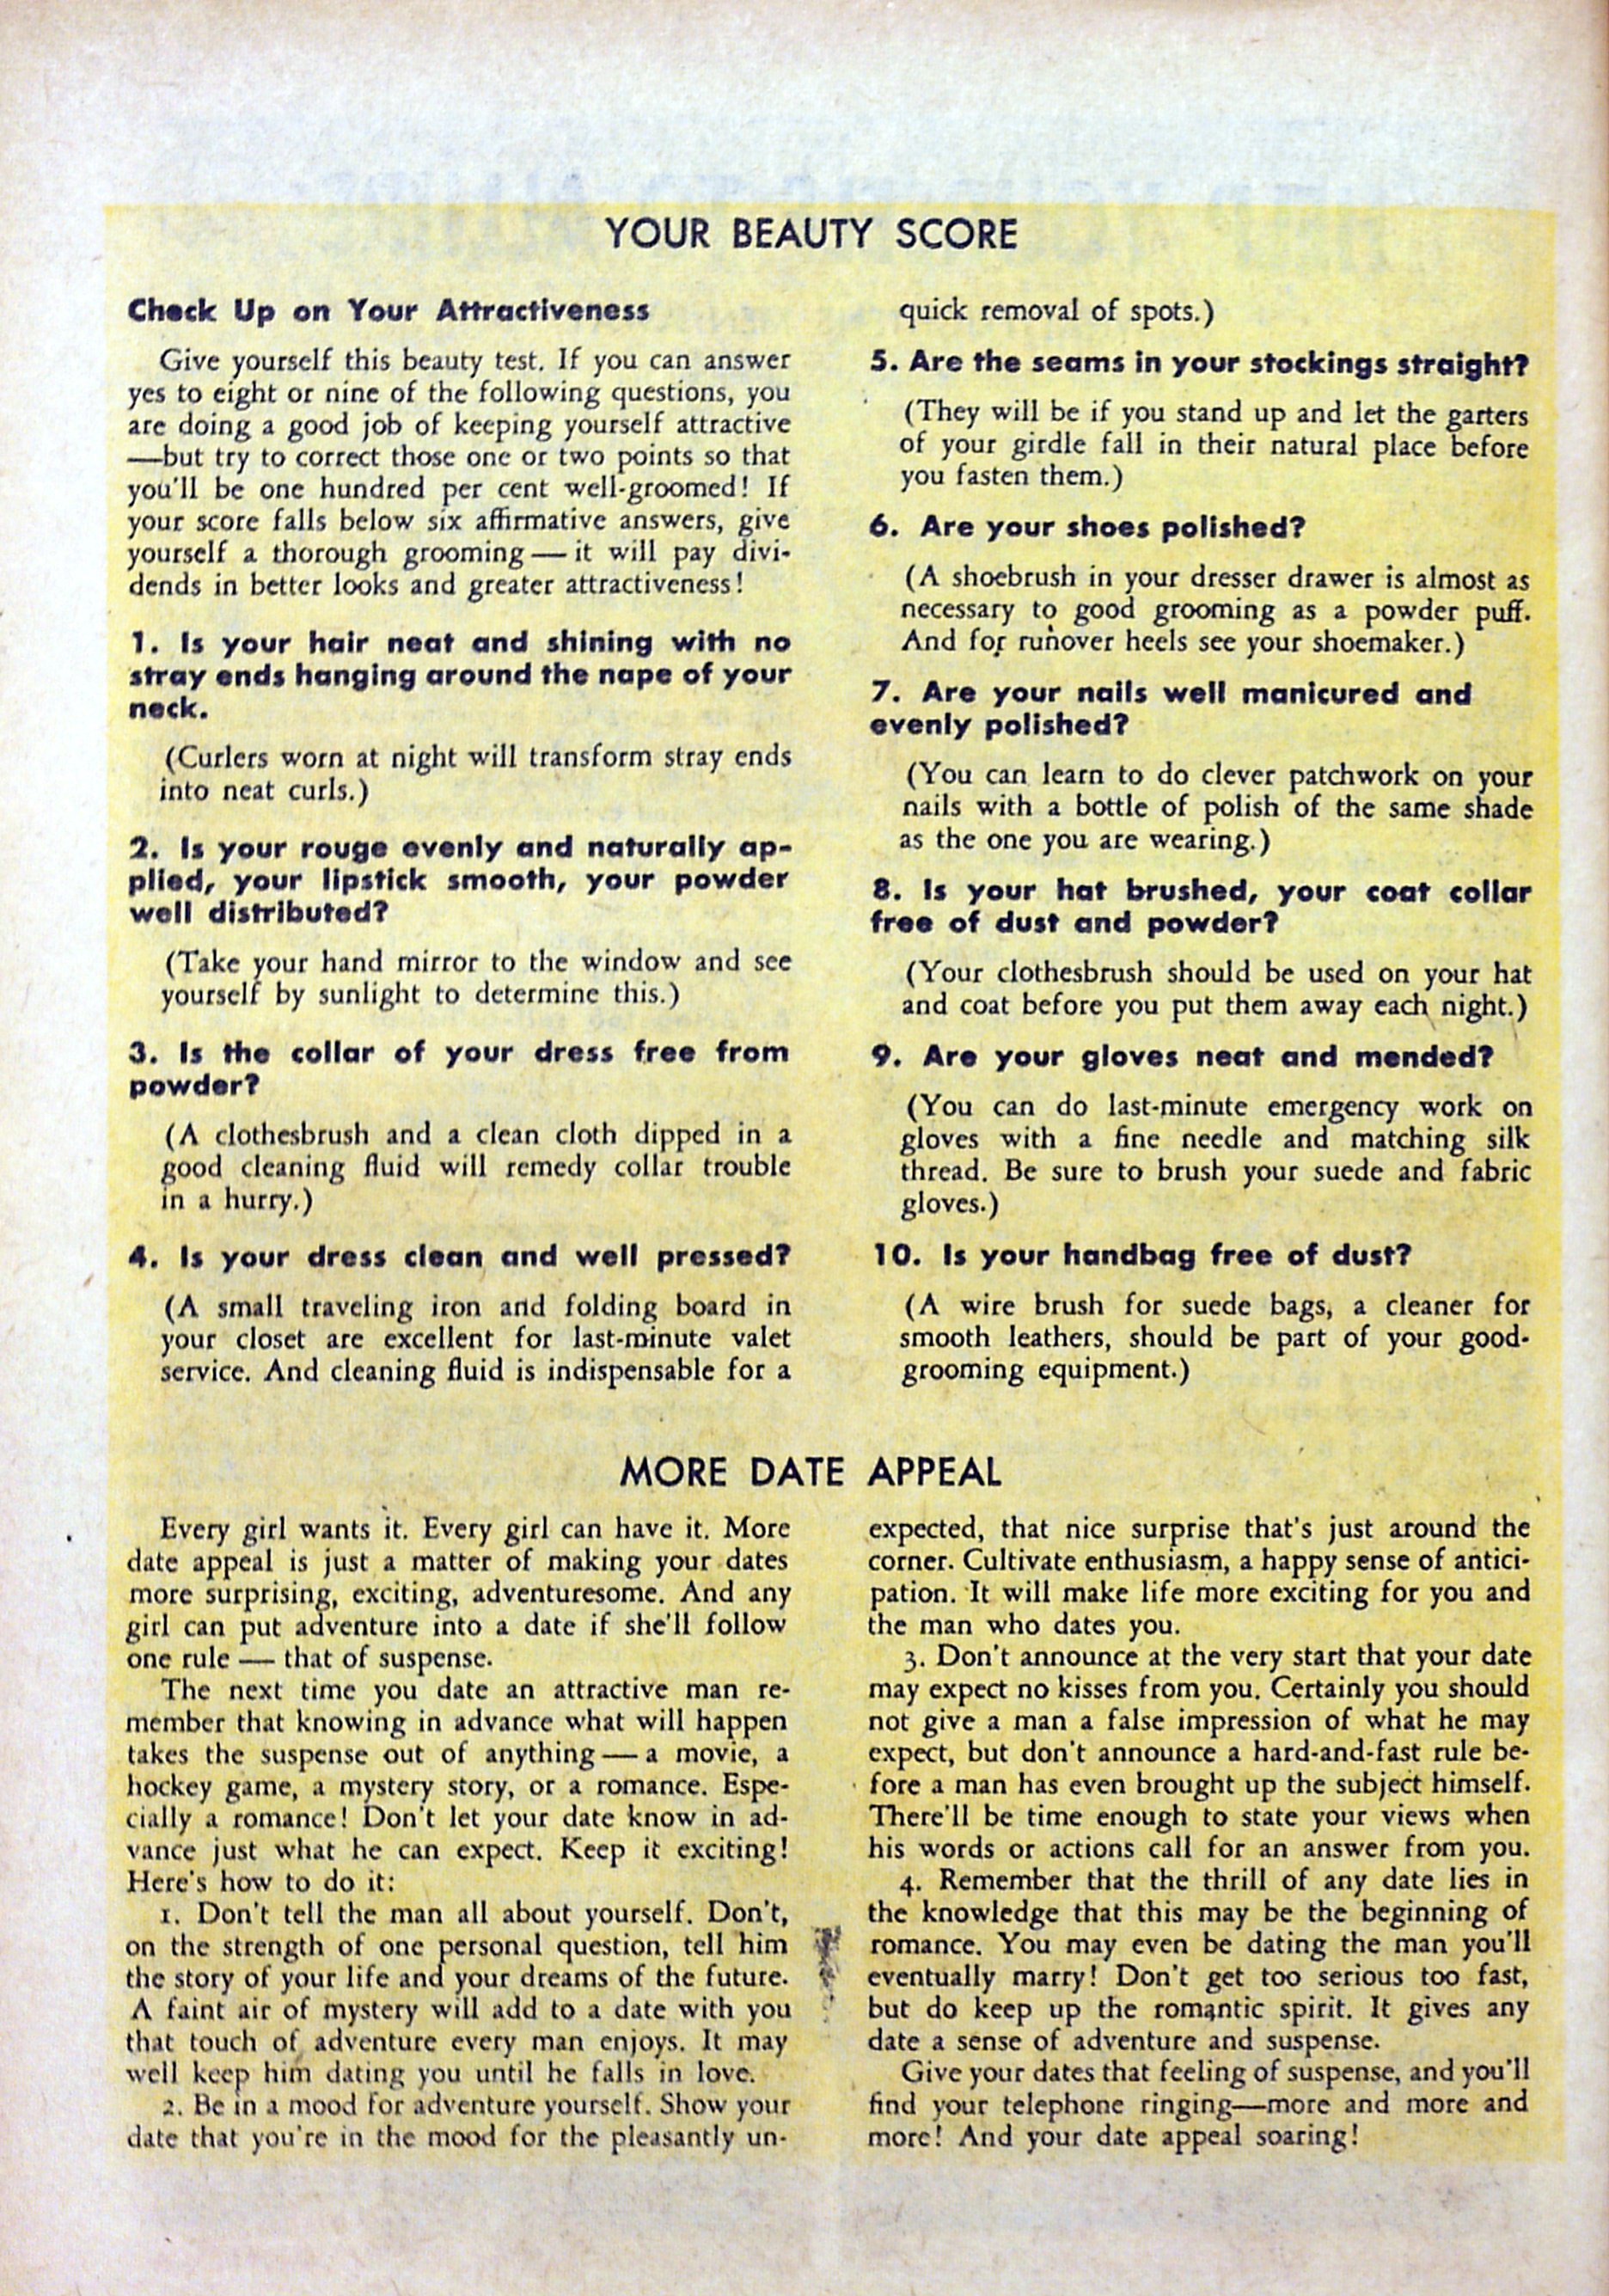 YOUR BEAUTY SCORE
Check Up on Your Attractiveness
Give yourself this beauty test. If you can answer
yes to eight or nine of the following questions, you
are doing a good job of keeping yourself attractive
—but try to correct those one or two points so that
you'll be one hundred per cent well-groomed! If
your score falls below six affirmative answers, give
yourself a thorough grooming — it will pay divi-
dends in better looks and greater attractiveness!
1. Is your hair neat and shining with no
stray ends hanging around the nape of your
neck.
(Curlers worn at night will transform stray ends
into neat curls.)
2. Is your rouge evenly and naturally ap-
plied, your lipstick smooth, your powder
well distributed?
(Take your hand mirror to the window and see
yourself by sunlight to determine this.)
3. Is the collar of your dress free from
powder?
(A clothesbrush and a clean cloth dipped in a
good cleaning fluid will remedy collar trouble
in a hurry.)
4. Is your dress clean and well pressed?
(A small traveling iron and folding board in
your closet are excellent for last-minute valet
service. And cleaning fluid is indispensable for a
quick removal of spots.)
5. Are the seams in your stockings straight?
(They will be if you stand up and let the garters
of your girdle fall in their natural place before
you fasten them.)
6. Are your shoes polished?
(A shoebrush in your dresser drawer is almost as
necessary to good grooming as a powder puff.
And for runover heels see your shoemaker.)
7. Are your nails well manicured and
evenly polished?
(You can learn to do clever patchwork on your
nails with a bottle of polish of the same shade
as the one you are wearing.)
8. Is your hat brushed, your coat collar
free of dust and powder?
(Your clothesbrush should be used on your hat
and coat before you put them away each night.)
9. Are your gloves neat and mended?
(You can do last-minute emergency work on
gloves with a fine needle and matching silk
thread. Be sure to brush your suede and fabric
gloves.)
10. Is your handbag free of dust?
(A wire brush for suede bags, a cleaner for
smooth leathers, should be part of your good-
grooming equipment.)
MORE DATE APPEAL
Every girl wants it. Every girl can have it. More
date appeal is just a matter of making your dates
more surprising, exciting, adventuresome. And any
girl can put adventure into a date if she'll follow
one rule — that of suspense.
The next time you date an attractive man re-
member that knowing in advance what will happen
takes the suspense out of anything — a movie, a
hockey game, a mystery story, or a romance. Espe-
cially a romance! Don't let your date know in ad-
vance just what he can expect. Keep it exciting!
Here's how to do it:
1. Don't tell the man all about yourself. Don't,
on the strength of one personal question, tell him
the story of your life and your dreams of the future.
A faint air of mystery will add to a date with you
that touch of adventure every man enjoys. It may
well keep him dating you until he falls in love.
2. Be in a mood for adventure yourself. Show your
date that you're in the mood for the pleasantly un-
expected, that nice surprise that's just around the
corner. Cultivate enthusiasm, a happy sense of antici-
pation. It will make life more exciting for you and
the man who dates you.
3. Don't announce at the very start that your date
may expect no kisses from you. Certainly you should
not give a man a false impression of what he may
expect, but don't announce a hard-and-fast rule be-
fore a man has even brought up the subject himself.
There'll be time enough to state your views when
his words or actions call for an answer from you.
4. Remember that the thrill of any date lies in
the knowledge that this may be the beginning of
romance. You may even be dating the man you'll
eventually marry! Don't get too serious too fast,
but do keep up the romantic spirit. It gives any
date a sense of adventure and suspense.
Give your dates that feeling of suspense, and you'll
find your telephone ringing—more and more and
more! And your date appeal soaring!